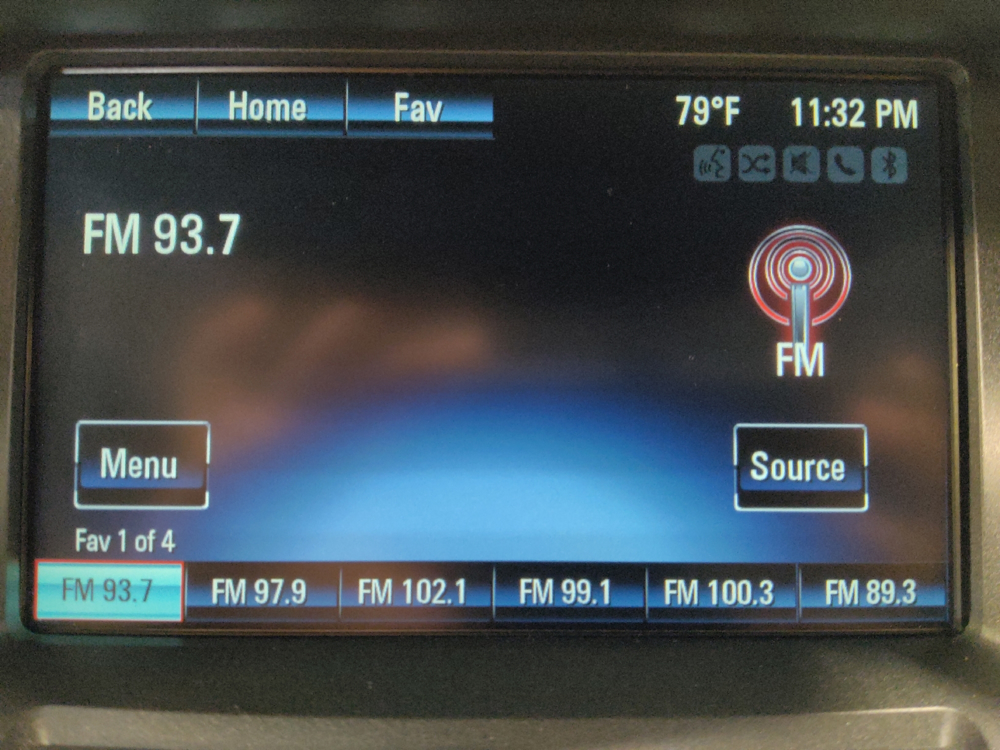 Back Home Fav 79°F 11:32 PM
FM 93.7
FM
Menu Source
Fav 1 of 4
FM 93.7 FM 97.9 FM 102.1 FM 99.1 FM 100.3 FM 89.3